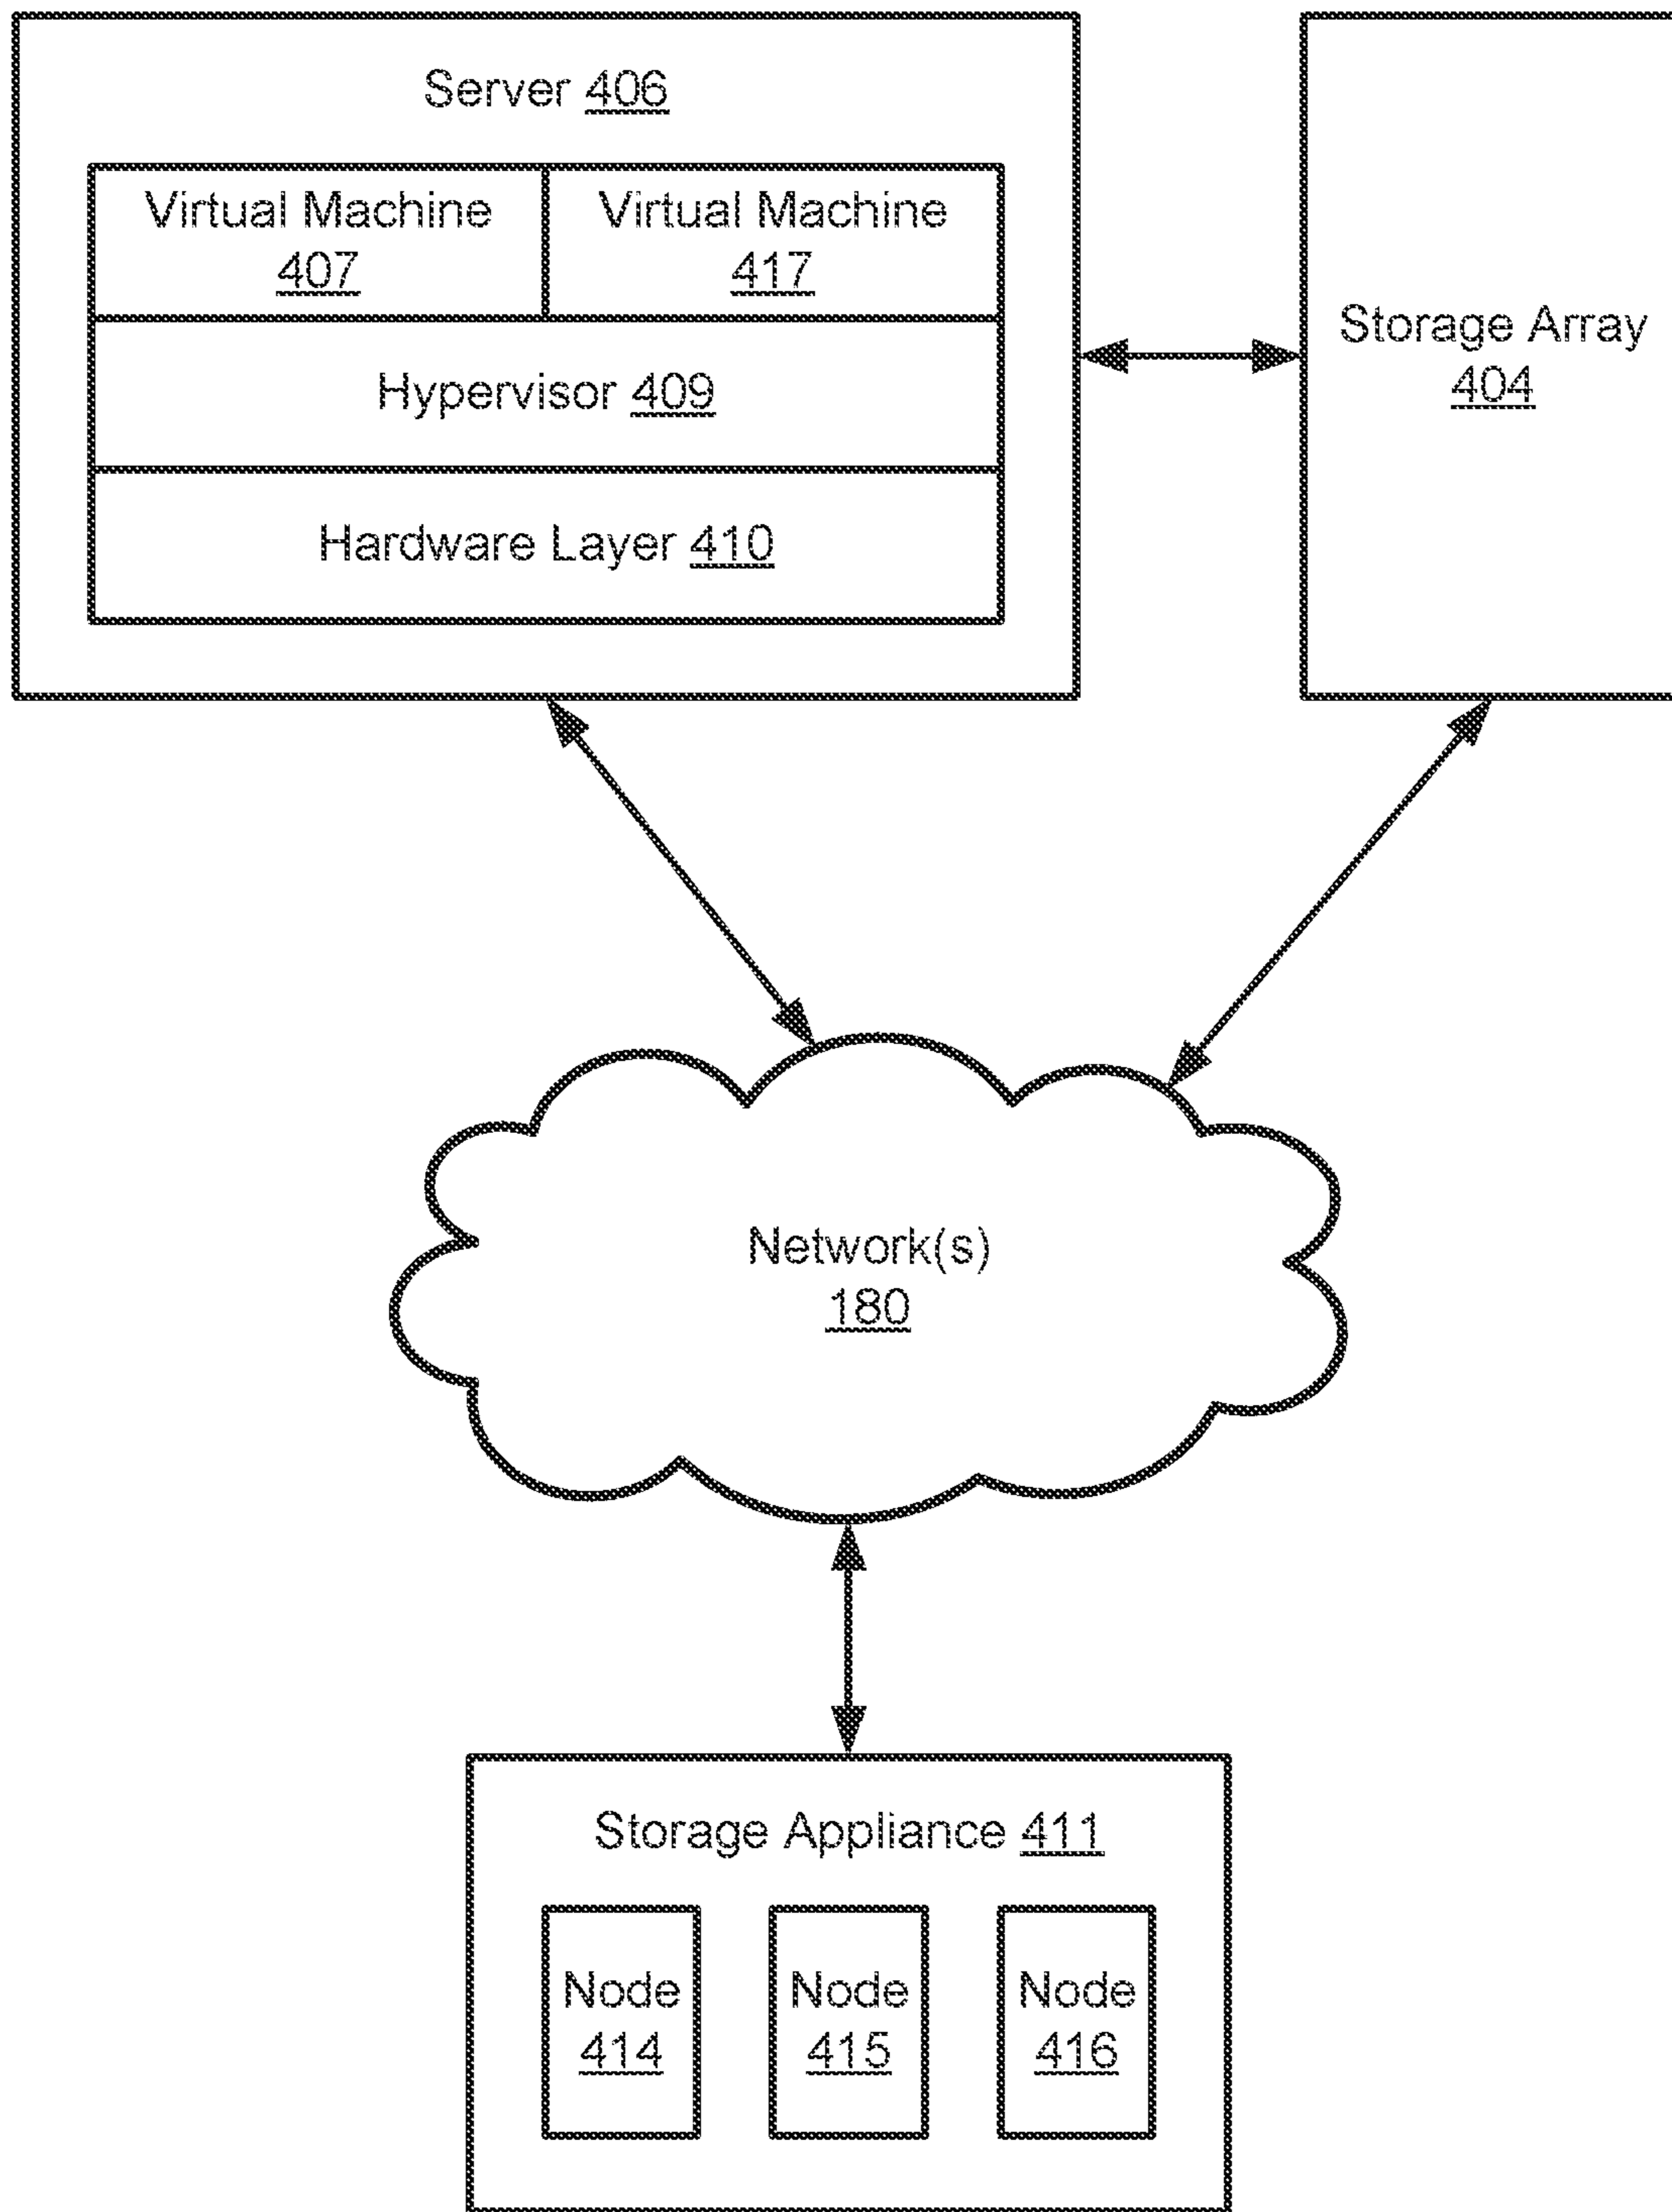 Server 406
Virtual Machine
407
Virtual Machine
417
Hypervisor 409
Hardware Layer 410
Storage Array
404
Network(s)
180
Storage Appliance 411
Node
414
Node
415
Node
416